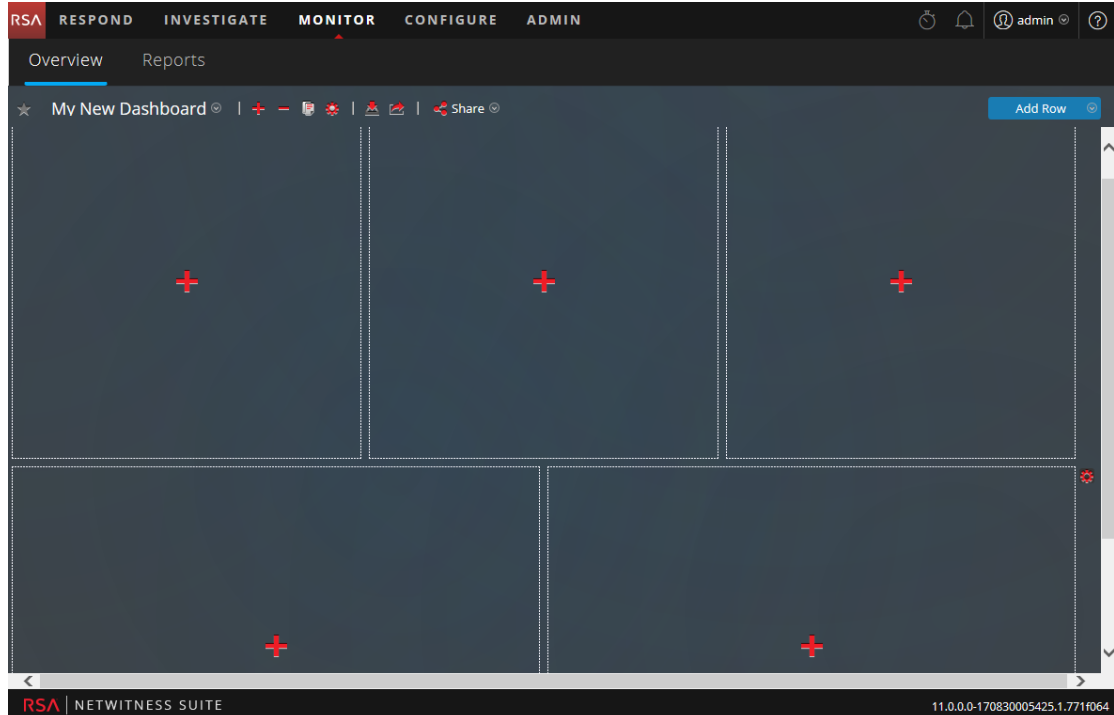 RSA RESPOND INVESTIGATE MONITOR CONFIGURE ADMIN admin
Overview Reports
My New Dashboard Share Add Row
RSA NETWITNESS SUITE 11.0.0.0-170830005425.1.771f064